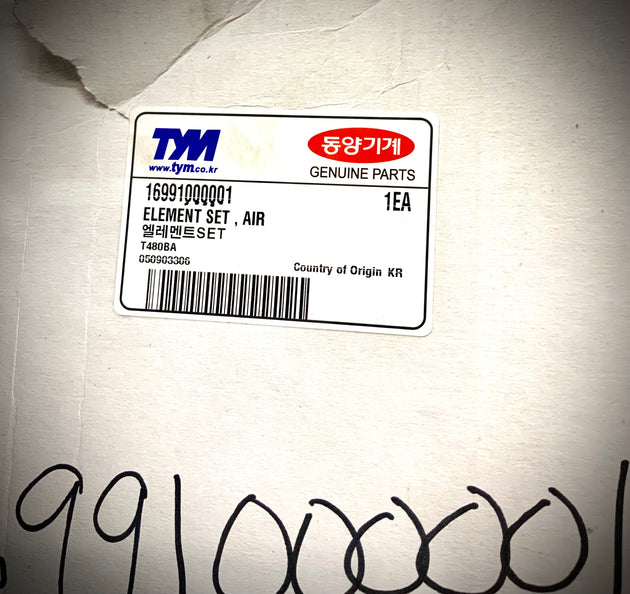 TYM
www.tym.co.kr
동양기계
GENUINE PARTS
16991000001
1EA
ELEMENT SET , AIR
엘레멘트SET
T480BA
050903306
Country of Origin KR
991000001